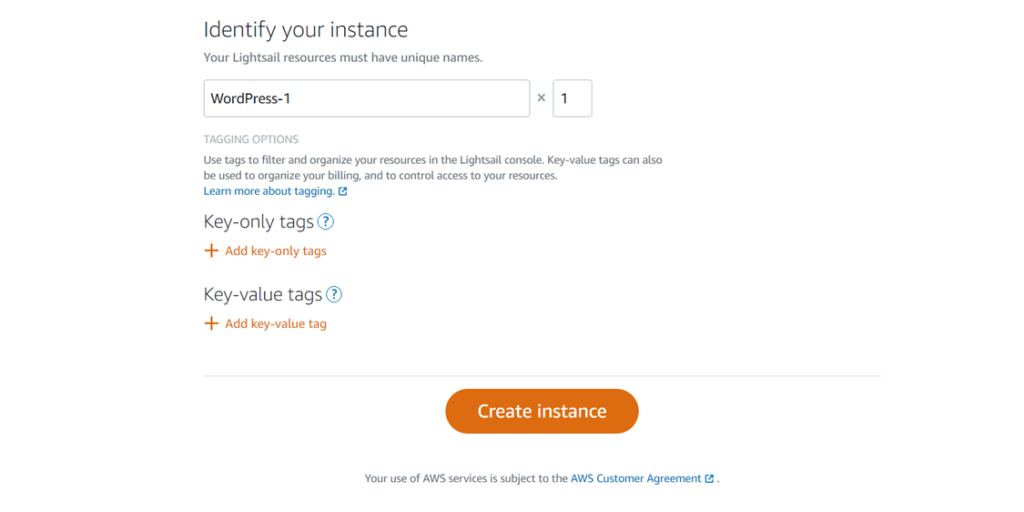 Identify your instance
Your Lightsail resources must have unique names.
WordPress-1 × 1
TAGGING OPTIONS
Use tags to filter and organize your resources in the Lightsail console. Key-value tags can also
be used to organize your billing, and to control access to your resources.
Learn more about tagging.
Key-only tags ?
+ Add key-only tags
Key-value tags ?
+ Add key-value tag
Create instance
Your use of AWS services is subject to the AWS Customer Agreement .